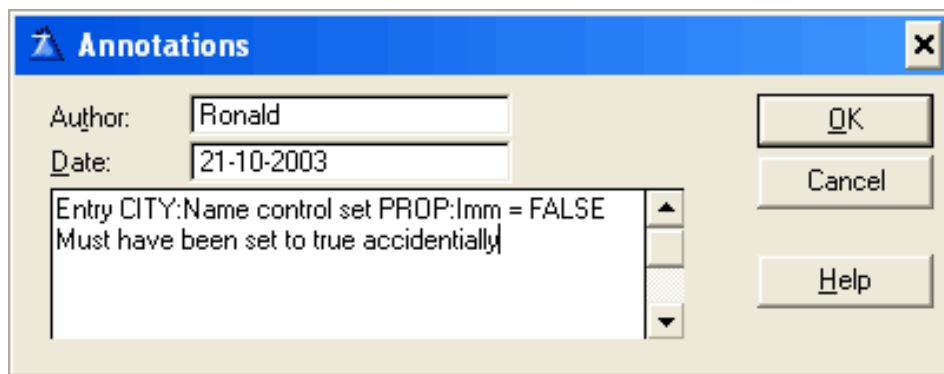 Annotations
Author: Ronald
OK
Date: 21-10-2003
Cancel
Entry CITY:Name control set PROP:Imm = FALSE
Must have been set to true accidentially
Help